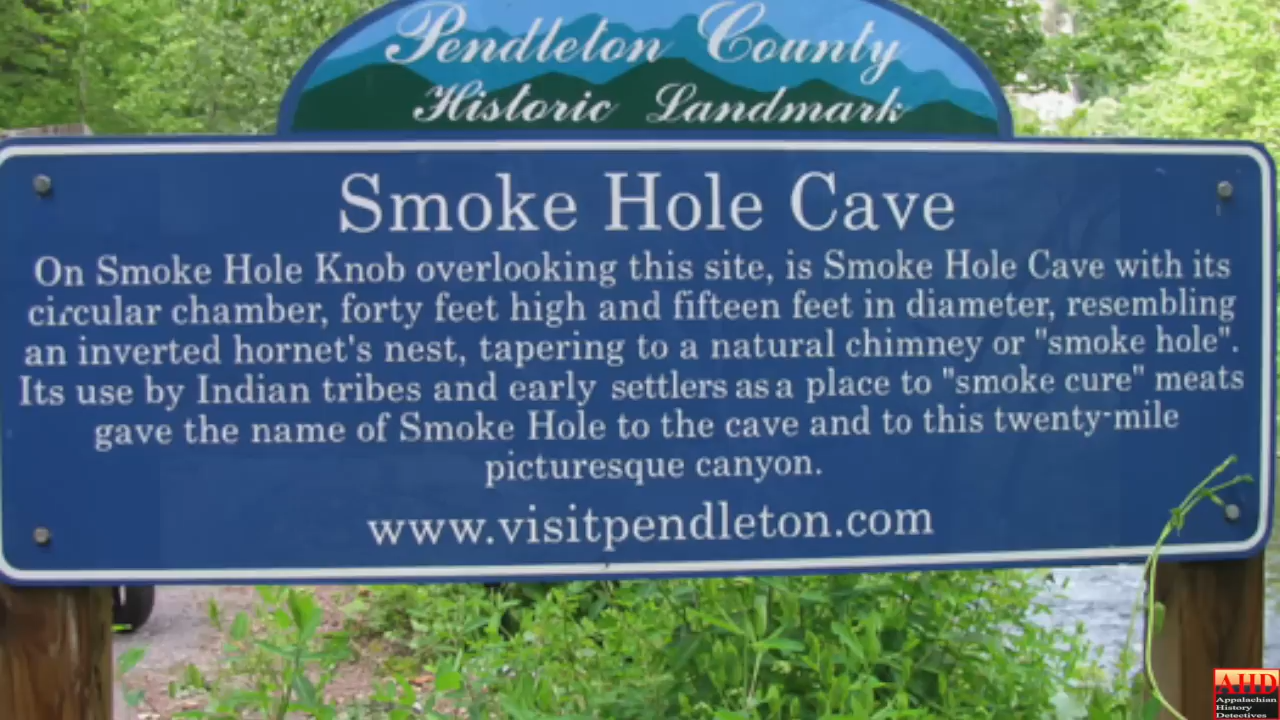 Pendleton County
Historic Landmark
Smoke Hole Cave
On Smoke Hole Knob overlooking this site, is Smoke Hole Cave with its
circular chamber, forty feet high and fifteen feet in diameter, resembling
an inverted hornet's nest, tapering to a natural chimney or "smoke hole".
Its use by Indian tribes and early settlers as a place to "smoke cure" meats
gave the name of Smoke Hole to the cave and to this twenty-mile
picturesque canyon.
www.visitpendleton.com
AHD
Appalachian
History
Detectives